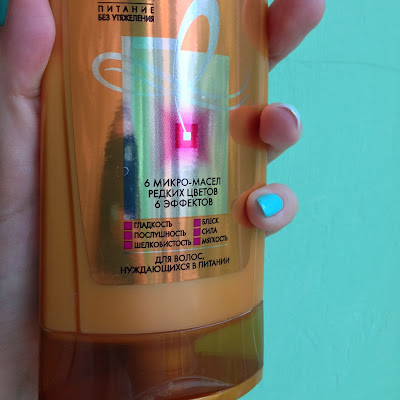 ПИТАНИЕ
БЕЗ УТЯЖЕЛЕНИЯ
6 МИКРО-МАСЕЛ
РЕДКИХ ЦВЕТОВ
6 ЭФФЕКТОВ
ГЛАДКОСТЬ БЛЕСК
ПОСЛУШНОСТЬ СИЛА
ШЕЛКОВИСТОСТЬ МЯГКОСТЬ
ДЛЯ ВОЛОС,
НУЖДАЮЩИХСЯ В ПИТАНИИ